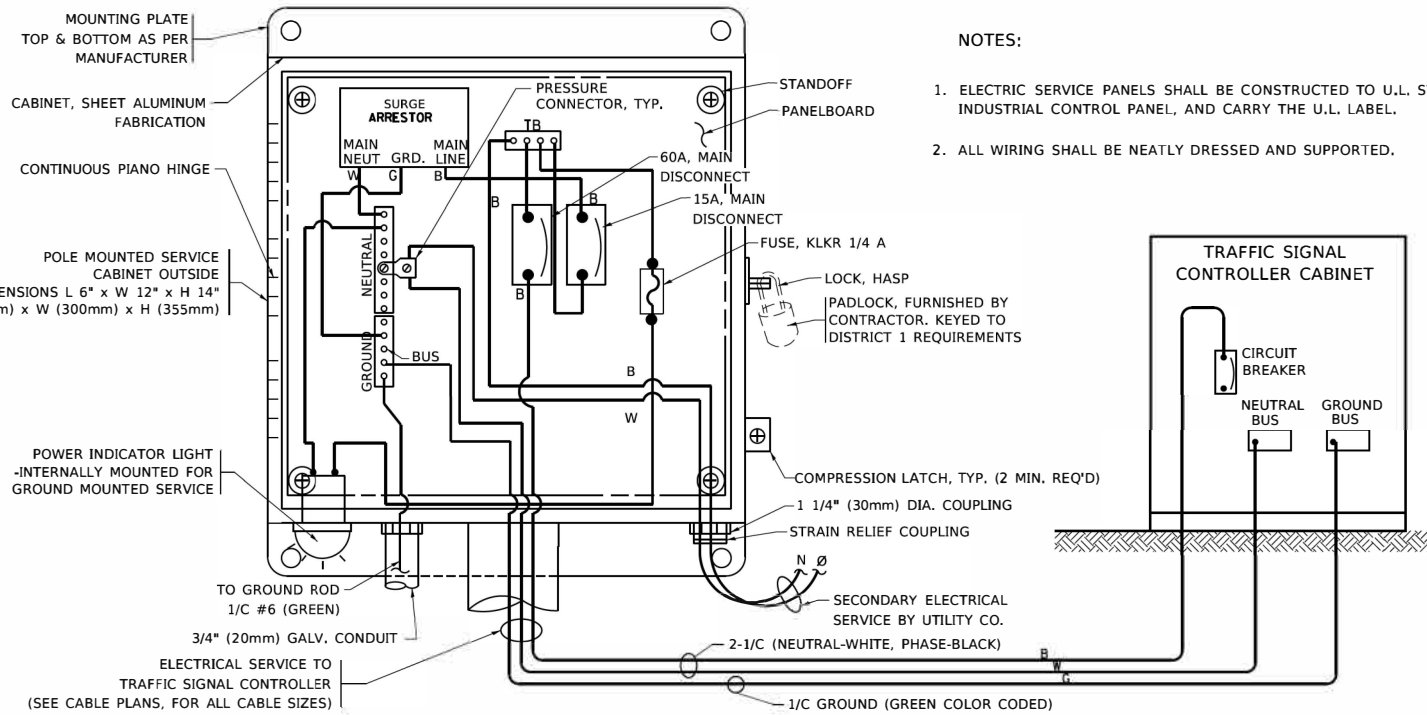 MOUNTING PLATE
TOP & BOTTOM AS PER
MANUFACTURER
CABINET, SHEET ALUMINUM
FABRICATION
CONTINUOUS PIANO HINGE
POLE MOUNTED SERVICE
CABINET OUTSIDE
ENSIONS L 6" x W 12" x H 14"
m) x W (300mm) x H (355mm)
POWER INDICATOR LIGHT
-INTERNALLY MOUNTED FOR
GROUND MOUNTED SERVICE
TO GROUND ROD
1/C #6 (GREEN)
3/4" (20mm) GALV. CONDUIT
ELECTRICAL SERVICE TO
TRAFFIC SIGNAL CONTROLLER
(SEE CABLE PLANS, FOR ALL CABLE SIZES)
SURGE
ARRESTOR
MAIN
NEUT
GRD.
MAIN
LINE
W
G
B
PRESSURE
CONNECTOR, TYP.
TB
60A, MAIN
DISCONNECT
15A, MAIN
DISCONNECT
B
B
B
NEUTRAL
GROUND
BUS
B
W
STANDOFF
PANELBOARD
FUSE, KLKR 1/4 A
LOCK, HASP
PADLOCK, FURNISHED BY
CONTRACTOR. KEYED TO
DISTRICT 1 REQUIREMENTS
COMPRESSION LATCH, TYP. (2 MIN. REQ'D)
1 1/4" (30mm) DIA. COUPLING
STRAIN RELIEF COUPLING
N Ø
SECONDARY ELECTRICAL
SERVICE BY UTILITY CO.
2-1/C (NEUTRAL-WHITE, PHASE-BLACK)
B
W
G
1/C GROUND (GREEN COLOR CODED)
NOTES:
1. ELECTRIC SERVICE PANELS SHALL BE CONSTRUCTED TO U.L. S
INDUSTRIAL CONTROL PANEL, AND CARRY THE U.L. LABEL.
2. ALL WIRING SHALL BE NEATLY DRESSED AND SUPPORTED.
TRAFFIC SIGNAL
CONTROLLER CABINET
CIRCUIT
BREAKER
NEUTRAL
BUS
GROUND
BUS